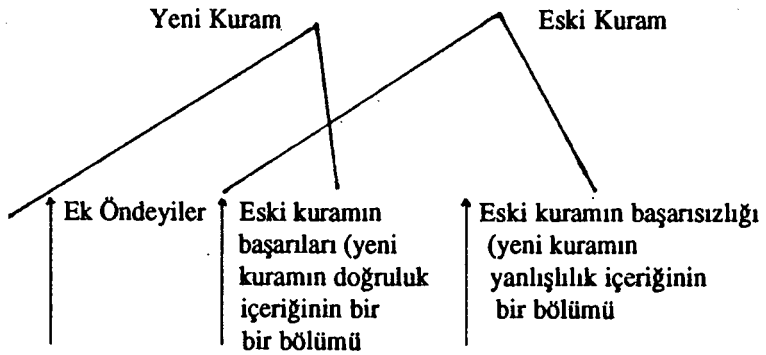 Yeni Kuram
Eski Kuram
Ek Öndeyiler
Eski kuramın
başarıları (yeni
kuramın doğruluk
içeriğinin bir
bir bölümü
Eski kuramın başarısızlığı
(yeni kuramın
yanlışlılık içeriğinin
bir bölümü